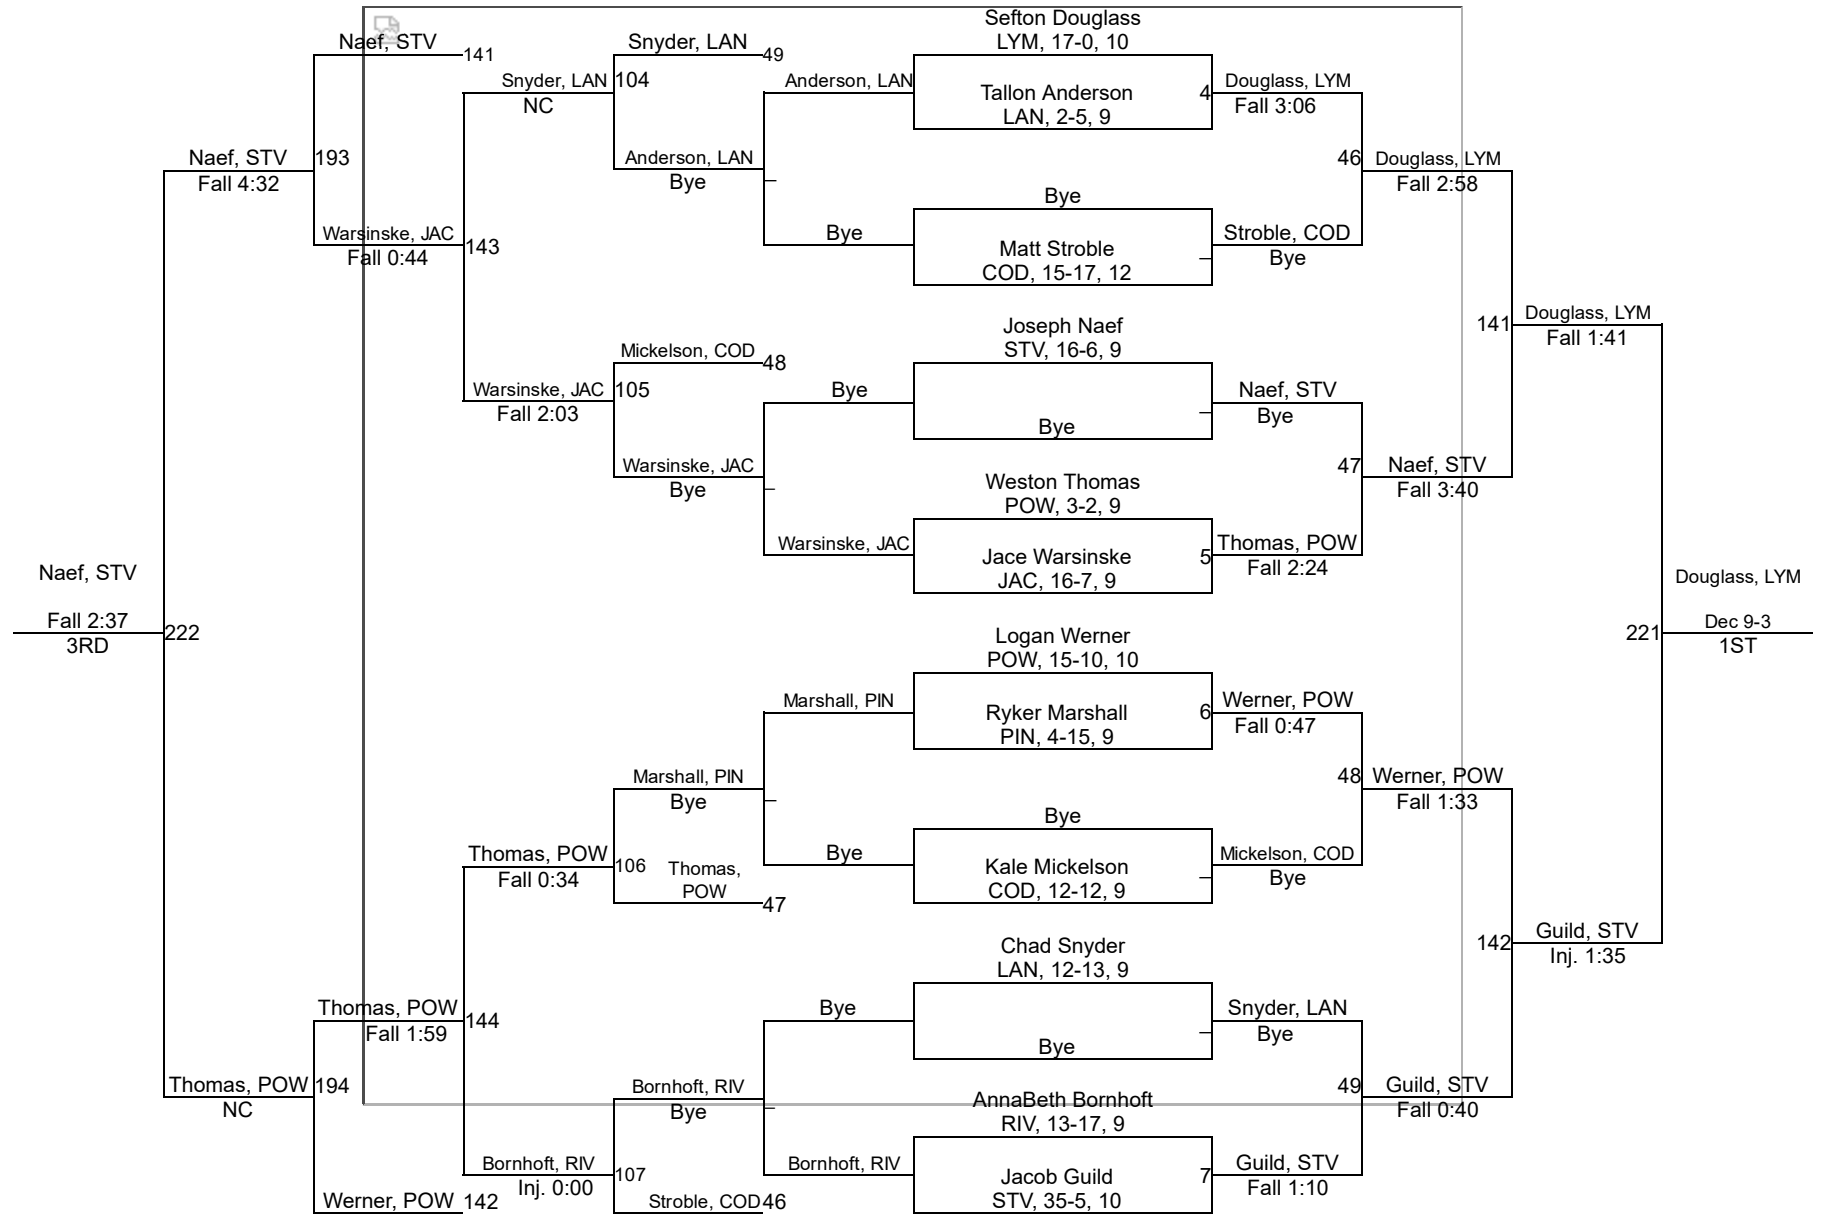 Sefton Douglass
LYM, 17-0, 10
Naef, STV
141
Snyder, LAN
49
Snyder, LAN
104
NC
Anderson, LAN
Tallon Anderson
LAN, 2-5, 9
4
Douglass, LYM
Fall 3:06
Naef, STV
193
Fall 4:32
Anderson, LAN
Bye
46
Douglass, LYM
Fall 2:58
Bye
Warsinske, JAC
143
Fall 0:44
Bye
Matt Stroble
COD, 15-17, 12
Stroble, COD
Bye
Joseph Naef
STV, 16-6, 9
141
Douglass, LYM
Fall 1:41
Mickelson, COD
48
Warsinske, JAC
105
Fall 2:03
Bye
Bye
Naef, STV
Bye
Warsinske, JAC
Bye
47
Naef, STV
Fall 3:40
Weston Thomas
POW, 3-2, 9
Warsinske, JAC
Jace Warsinske
JAC, 16-7, 9
5
Thomas, POW
Fall 2:24
Naef, STV
Fall 2:37
3RD
222
Douglass, LYM
221
Dec 9-3
1ST
Logan Werner
POW, 15-10, 10
Marshall, PIN
Ryker Marshall
PIN, 4-15, 9
6
Werner, POW
Fall 0:47
Marshall, PIN
Bye
48
Werner, POW
Fall 1:33
Bye
Thomas, POW
106
Fall 0:34
Thomas,
POW
47
Bye
Kale Mickelson
COD, 12-12, 9
Mickelson, COD
Bye
Chad Snyder
LAN, 12-13, 9
142
Guild, STV
Inj. 1:35
Thomas, POW
144
Fall 1:59
Bye
Bye
Snyder, LAN
Bye
Thomas, POW
194
NC
Bornhoft, RIV
Bye
49
Guild, STV
Fall 0:40
AnnaBeth Bornhoft
RIV, 13-17, 9
Bornhoft, RIV
107
Inj. 0:00
Bornhoft, RIV
Jacob Guild
STV, 35-5, 10
7
Guild, STV
Fall 1:10
Werner, POW
142
Stroble, COD
46